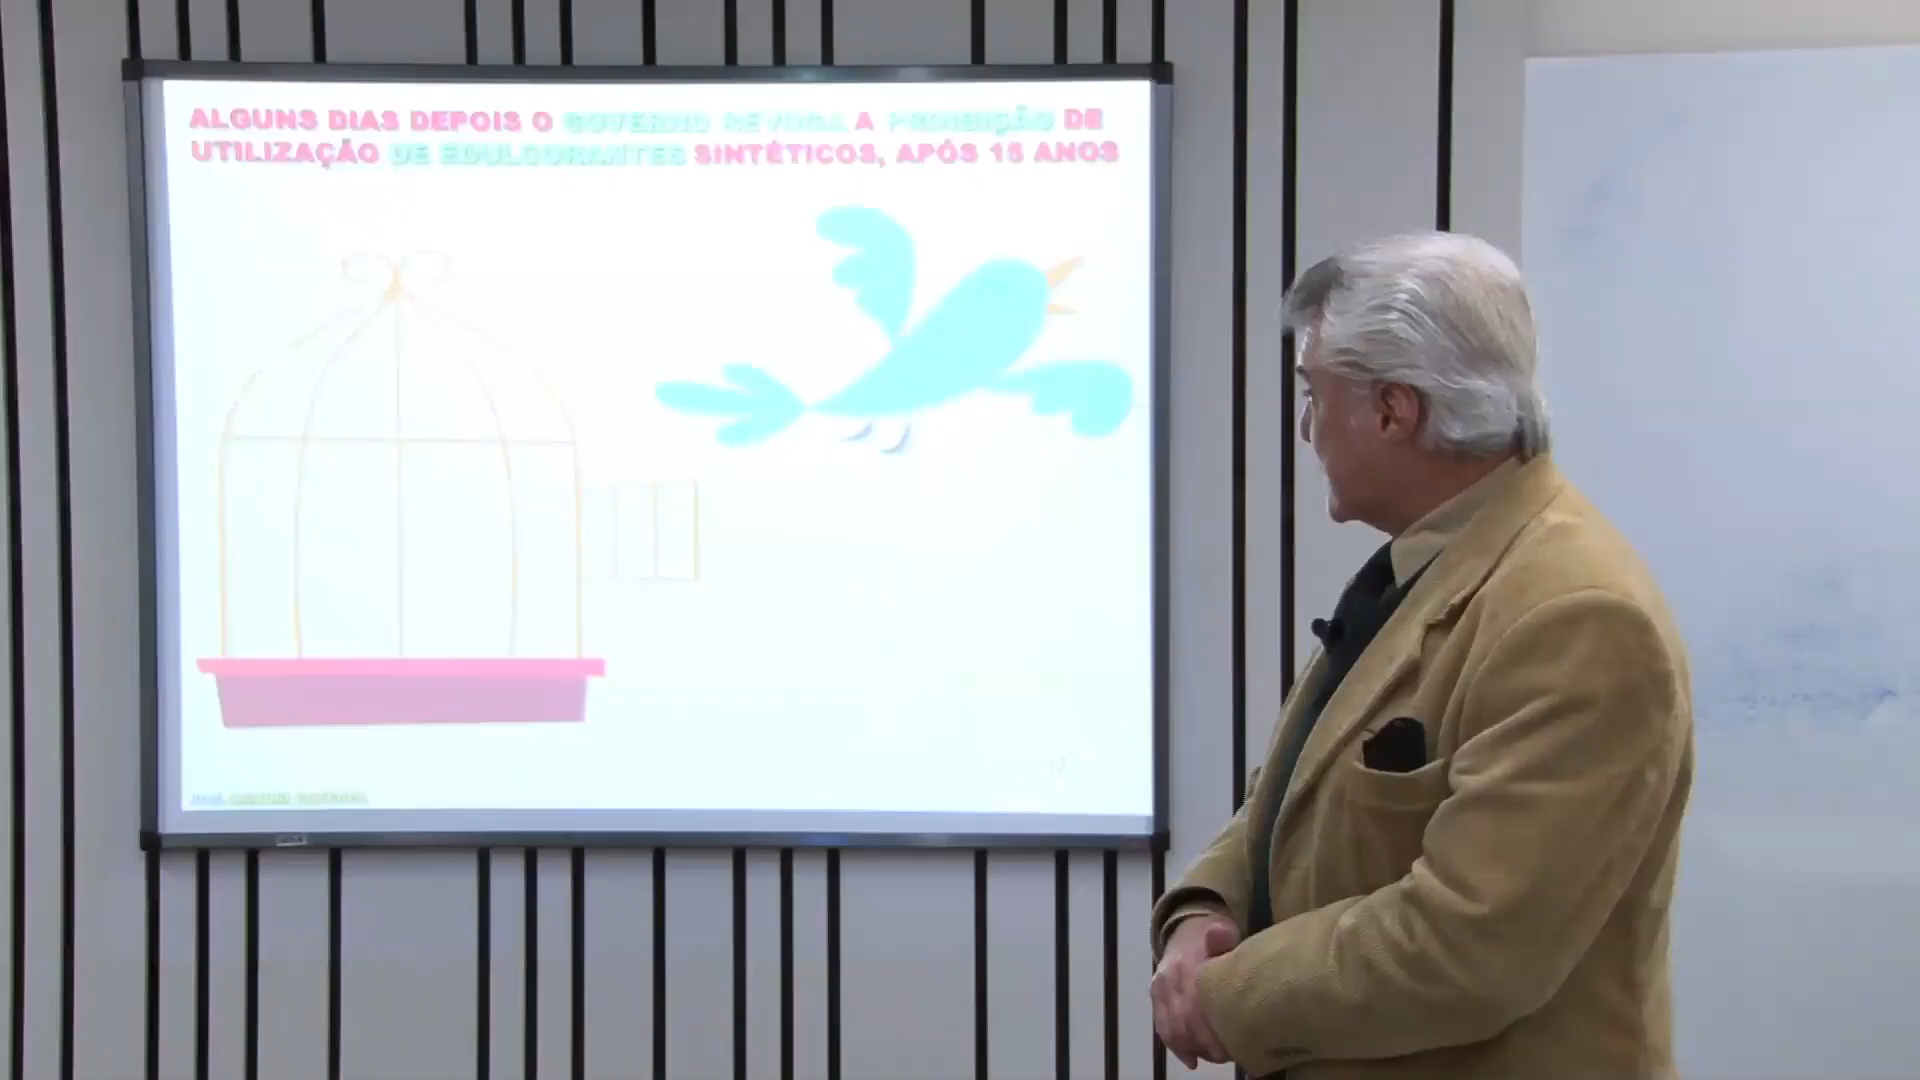 ALGUNS DIAS DEPOIS O GOVERNO REVOGA A PROIBIÇÃO DE
UTILIZAÇÃO DE EDULCORANTES SINTÉTICOS, APÓS 15 ANOS